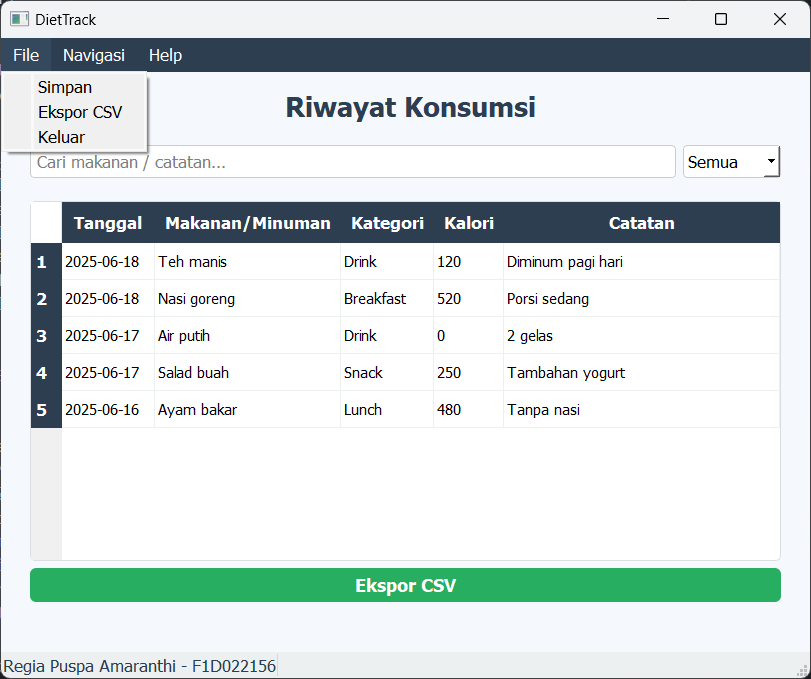 DietTrack
File Navigasi Help
Simpan
Ekspor CSV
Keluar
Riwayat Konsumsi
Cari makanan / catatan... Semua
Tanggal Makanan/Minuman Kategori Kalori Catatan
1 2025-06-18 Teh manis Drink 120 Diminum pagi hari
2 2025-06-18 Nasi goreng Breakfast 520 Porsi sedang
3 2025-06-17 Air putih Drink 0 2 gelas
4 2025-06-17 Salad buah Snack 250 Tambahan yogurt
5 2025-06-16 Ayam bakar Lunch 480 Tanpa nasi
Ekspor CSV
Regia Puspa Amaranthi - F1D022156